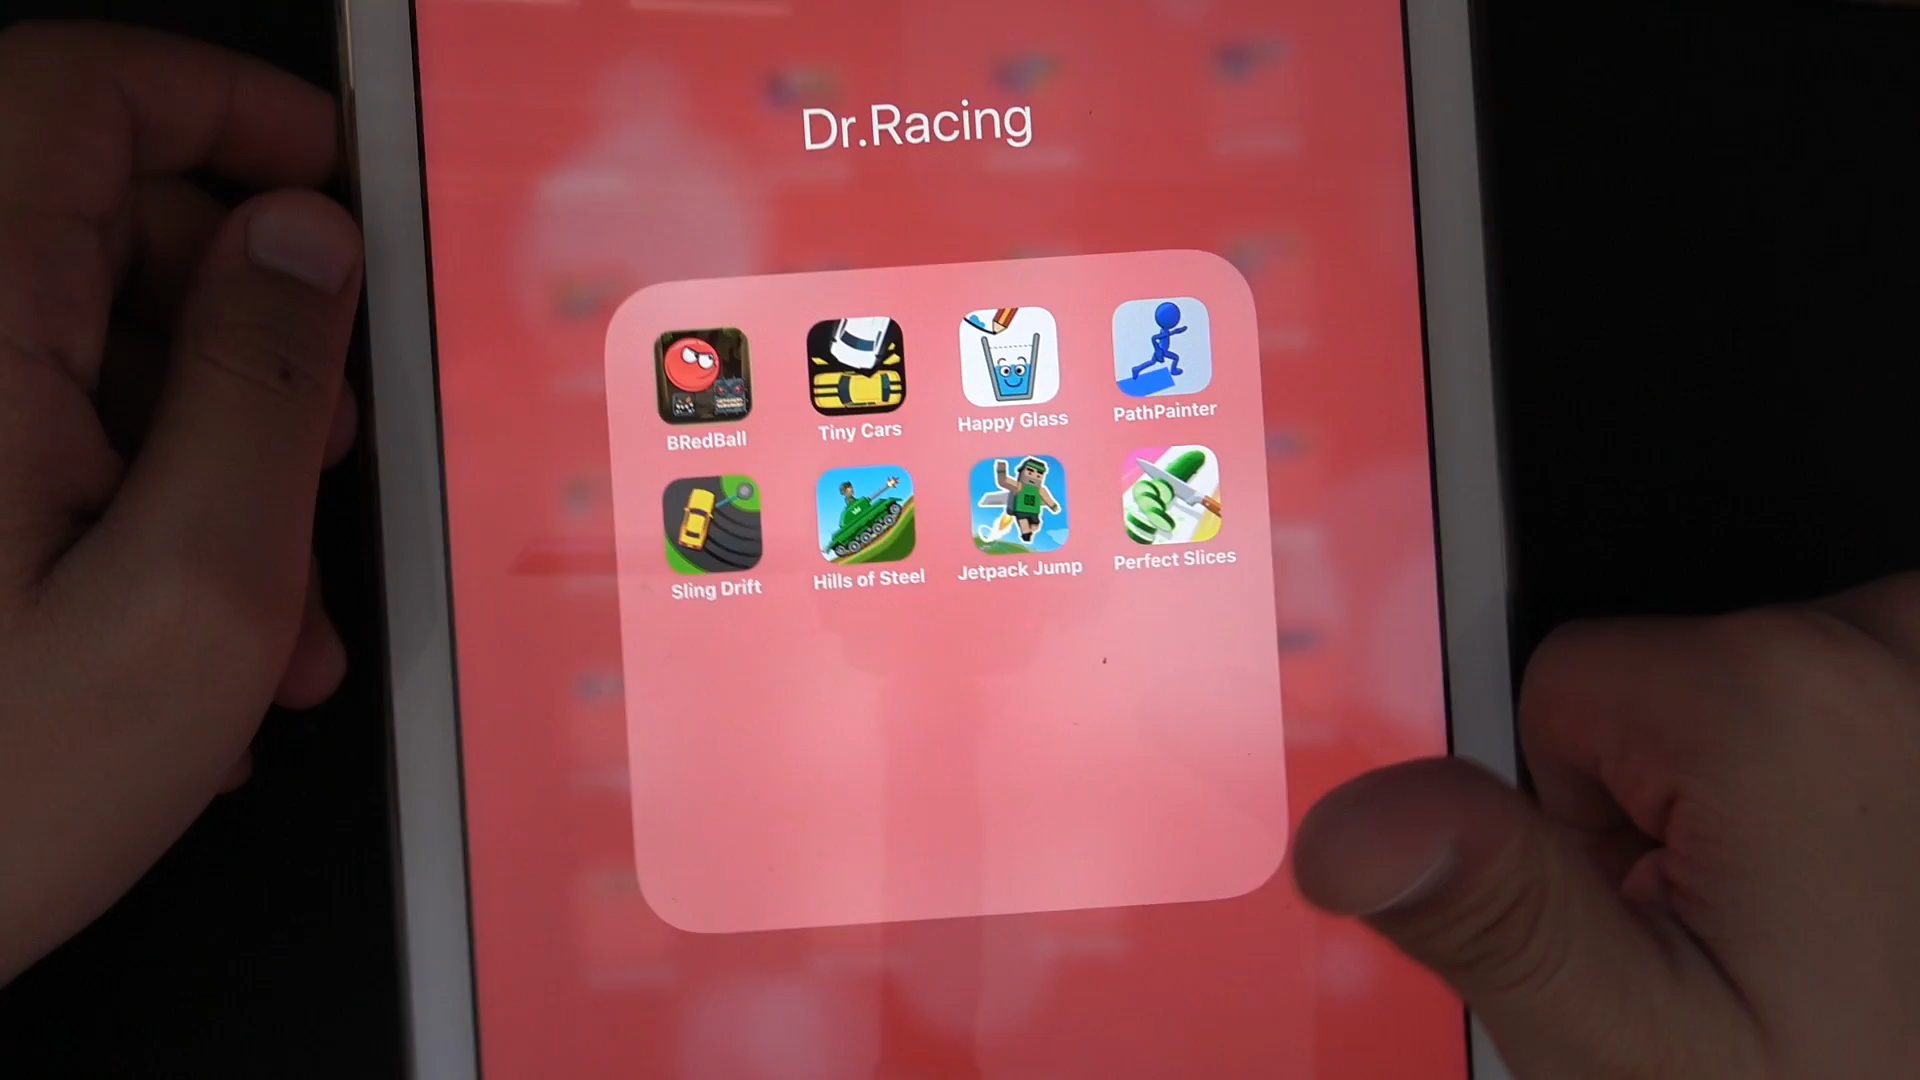 Dr.Racing
BRedBall
Tiny Cars
Happy Glass
PathPainter
Sling Drift
Hills of Steel
Jetpack Jump
Perfect Slices